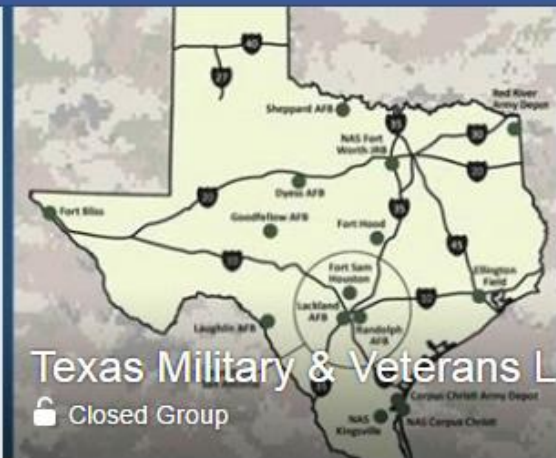 40
27
Sheppard AFB
Red River
Army Depot
35
30
NAS Fort
Worth JRB
20
20
Dyess AFB
Fort Bliss
Goodfellow AFB
Fort Hood
35
45
10
Fort Sam
Houston
Ellington
Field
Lackland
AFB
10
Randolph
AFB
Laughlin AFB
Texas Military & Veterans L
Closed Group
Corpus Christi Army Depot
NAS Corpus Christi
NAS
Kingsville